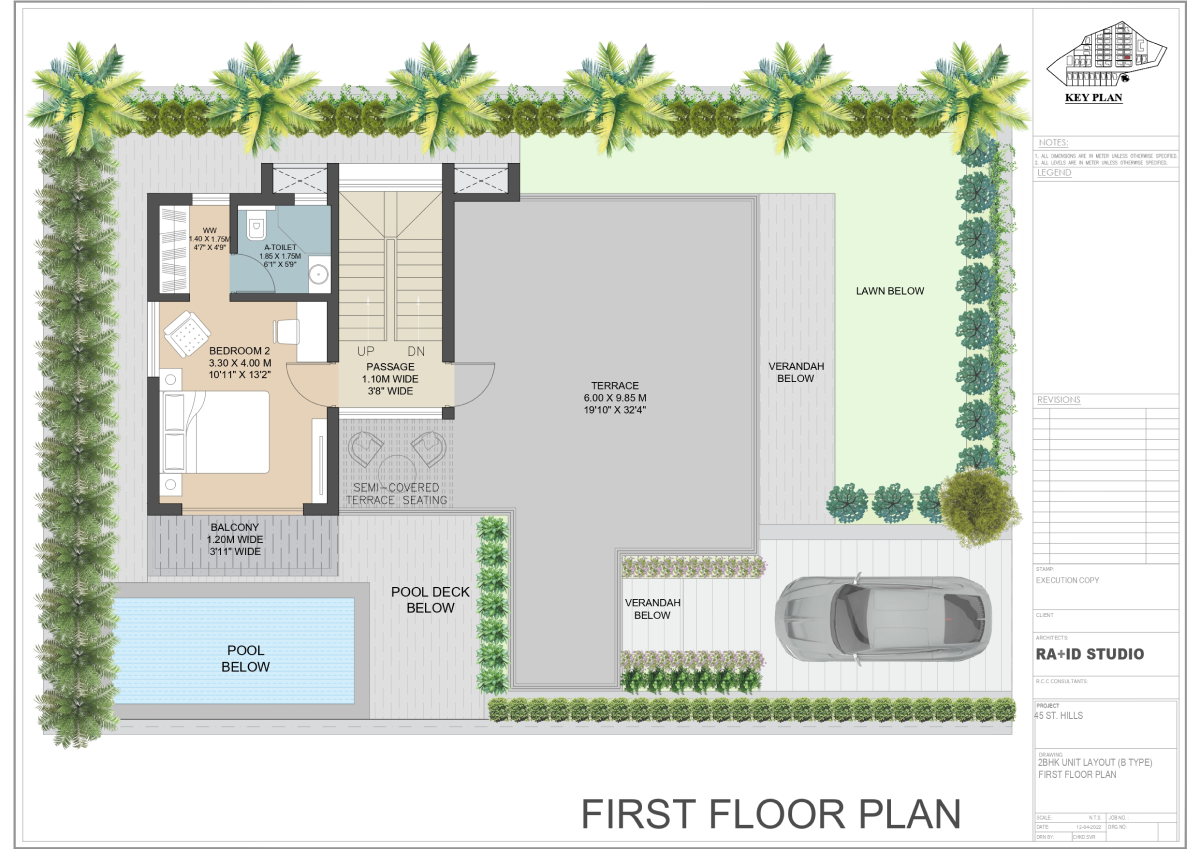 WW
1.40 X 1.75M
4'7" X 4'9"
A-TOILET
1.85 X 1.75M
6'1" X 5'9"
BEDROOM 2
3.30 X 4.00 M
10'11" X 13'2"
UP DN
PASSAGE
1.10M WIDE
3'8" WIDE
SEMI-COVERED
TERRACE SEATING
BALCONY
1.20M WIDE
3'11" WIDE
TERRACE
6.00 X 9.85 M
19'10" X 32'4"
LAWN BELOW
VERANDAH
BELOW
POOL DECK
BELOW
POOL
BELOW
VERANDAH
BELOW
FIRST FLOOR PLAN
KEY PLAN
NOTES:
1. ALL DIMENSIONS ARE IN METER UNLESS OTHERWISE SPECIFIED.
2. ALL LEVELS ARE IN METER UNLESS OTHERWISE SPECIFIED.
LEGEND
REVISIONS
STAMP:
EXECUTION COPY
CLIENT
ARCHITECTS
RA+ID STUDIO
R.C.C CONSULTANTS:
PROJECT
45 ST. HILLS
DRAWING
2BHK UNIT LAYOUT (B TYPE)
FIRST FLOOR PLAN
SCALE: N.T.S JOB NO. :
DATE: 12-04-2022 DRG NO.
DRN BY: CHKD:SVR